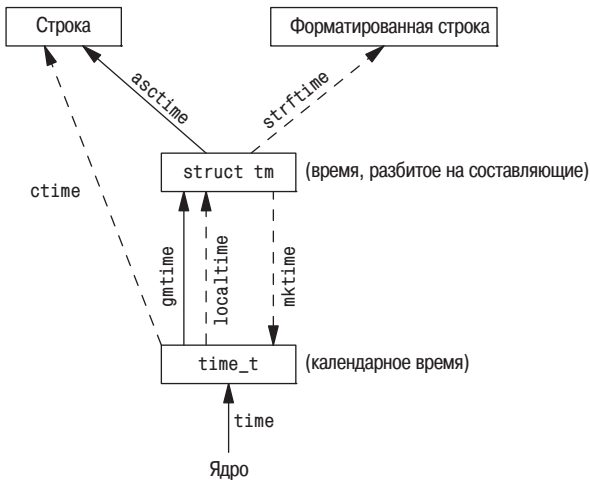 Строка
Форматированная строка
asctime
strftime
struct tm
(время, разбитое на составляющие)
ctime
gmtime
localtime
mktime
time_t
(календарное время)
time
Ядро